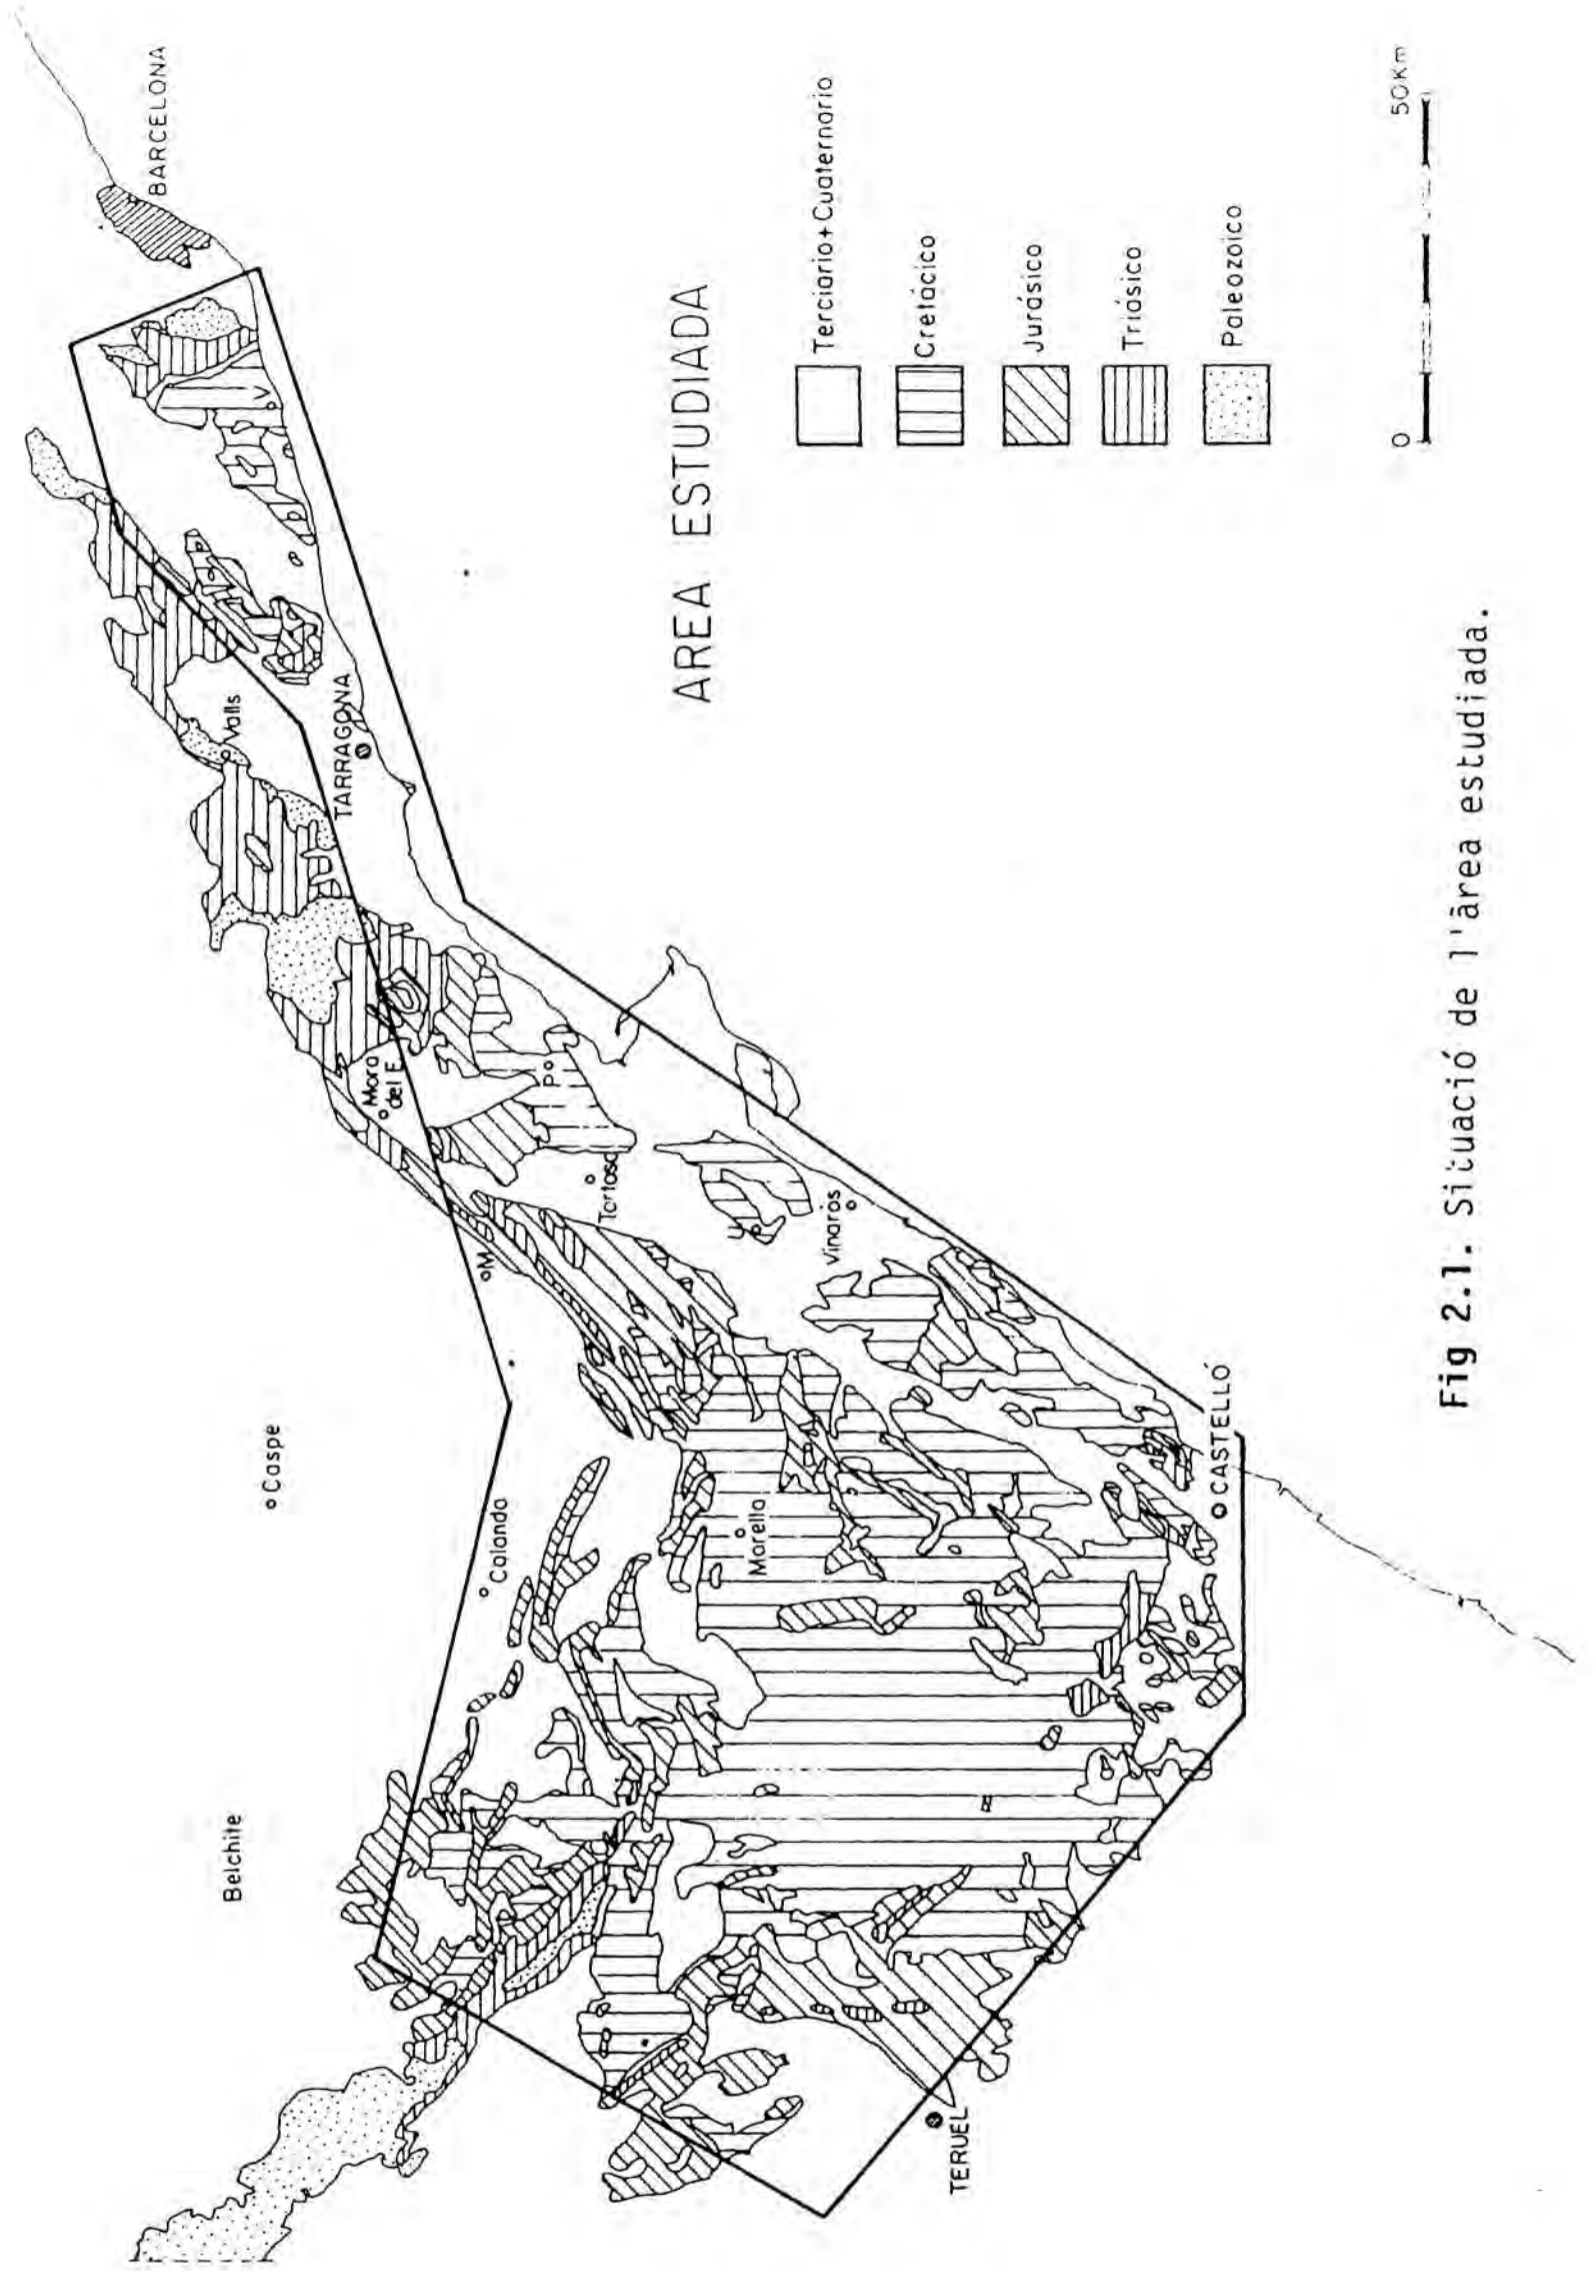 BARCELONA
Valls
TARRAGONA
Mora
del E.
P
Tortosa
M
U
Vinaròs
Caspe
Calanda
Morella
CASTELLÓ
Belchite
TERUEL
AREA ESTUDIADA
Terciario+Cuaternario
Cretácico
Jurásico
Triásico
Paleozoico
0
50Km
Fig 2.1. Situació de l'àrea estudiada.